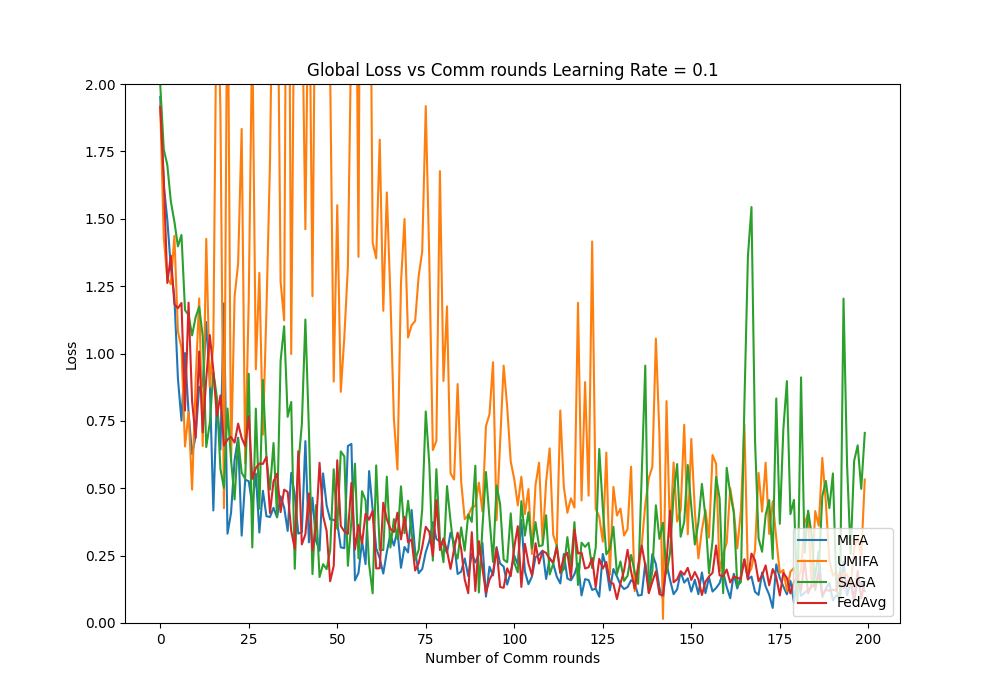 Global Loss vs Comm rounds Learning Rate = 0.1
2.00
1.75
1.50
1.25
1.00
0.75
0.50
0.25
0.00
Loss
0 25 50 75 100 125 150 175 200
Number of Comm rounds
MIFA
UMIFA
SAGA
FedAvg